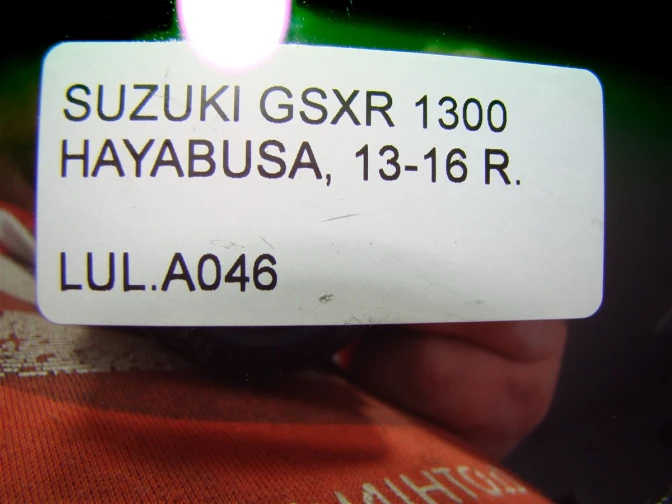 SUZUKI GSXR 1300
HAYABUSA, 13-16 R.
LUL.A046